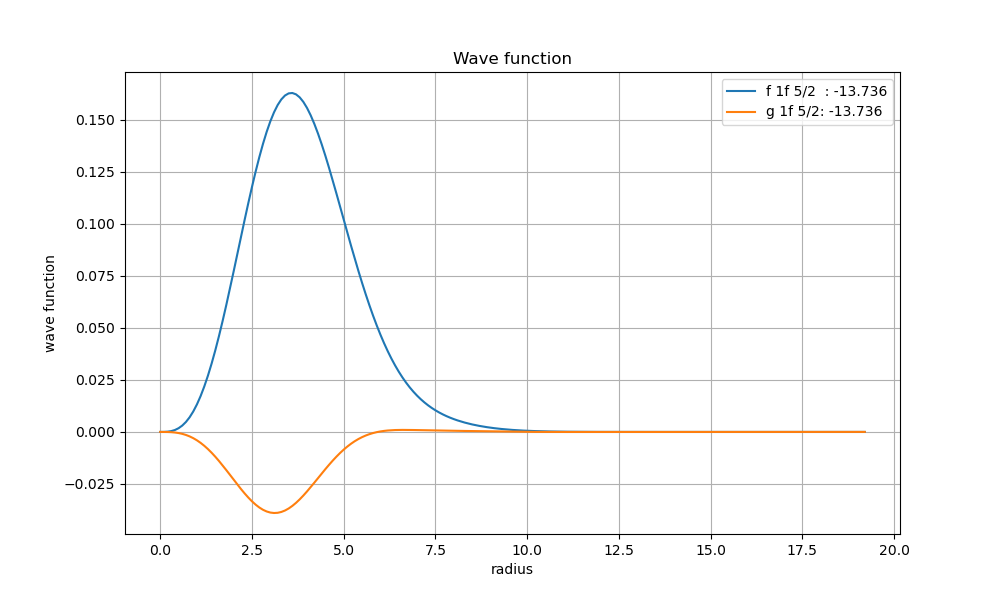 Wave function
f 1f 5/2  : -13.736
g 1f 5/2: -13.736
wave function
0.150
0.125
0.100
0.075
0.050
0.025
0.000
−0.025
0.0 2.5 5.0 7.5 10.0 12.5 15.0 17.5 20.0
radius